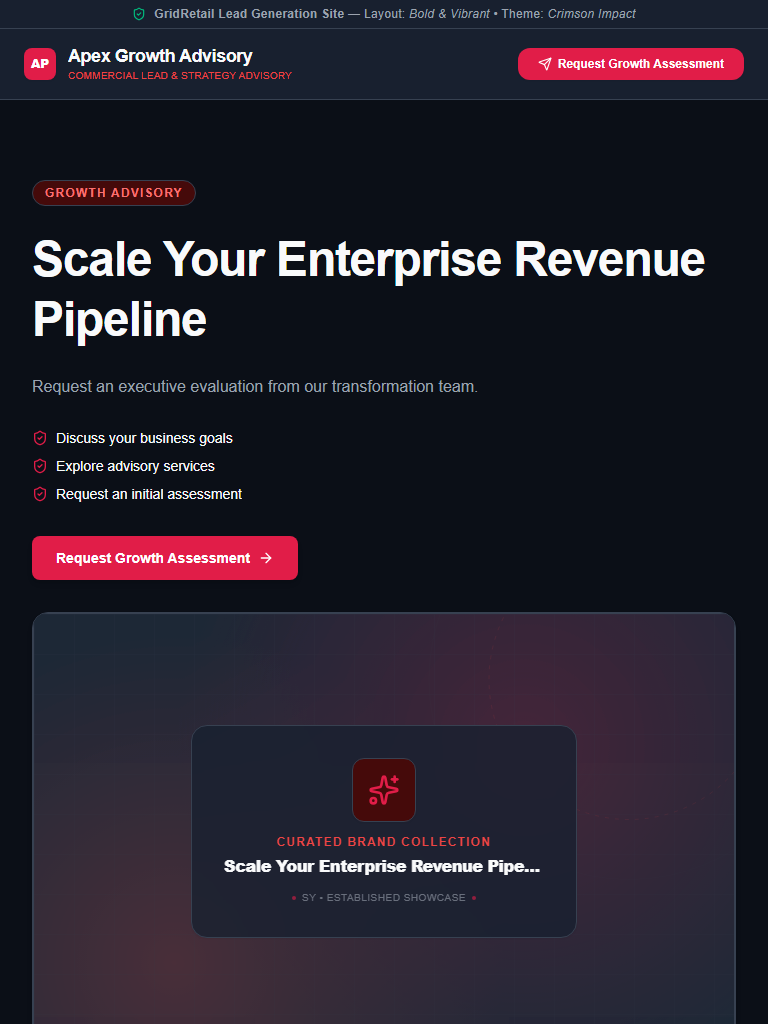 GridRetail Lead Generation Site — Layout: Bold & Vibrant • Theme: Crimson Impact
AP
Apex Growth Advisory
COMMERCIAL LEAD & STRATEGY ADVISORY
Request Growth Assessment
GROWTH ADVISORY
Scale Your Enterprise Revenue
Pipeline
Request an executive evaluation from our transformation team.
Discuss your business goals
Explore advisory services
Request an initial assessment
Request Growth Assessment
CURATED BRAND COLLECTION
Scale Your Enterprise Revenue Pipe...
• SY • ESTABLISHED SHOWCASE •